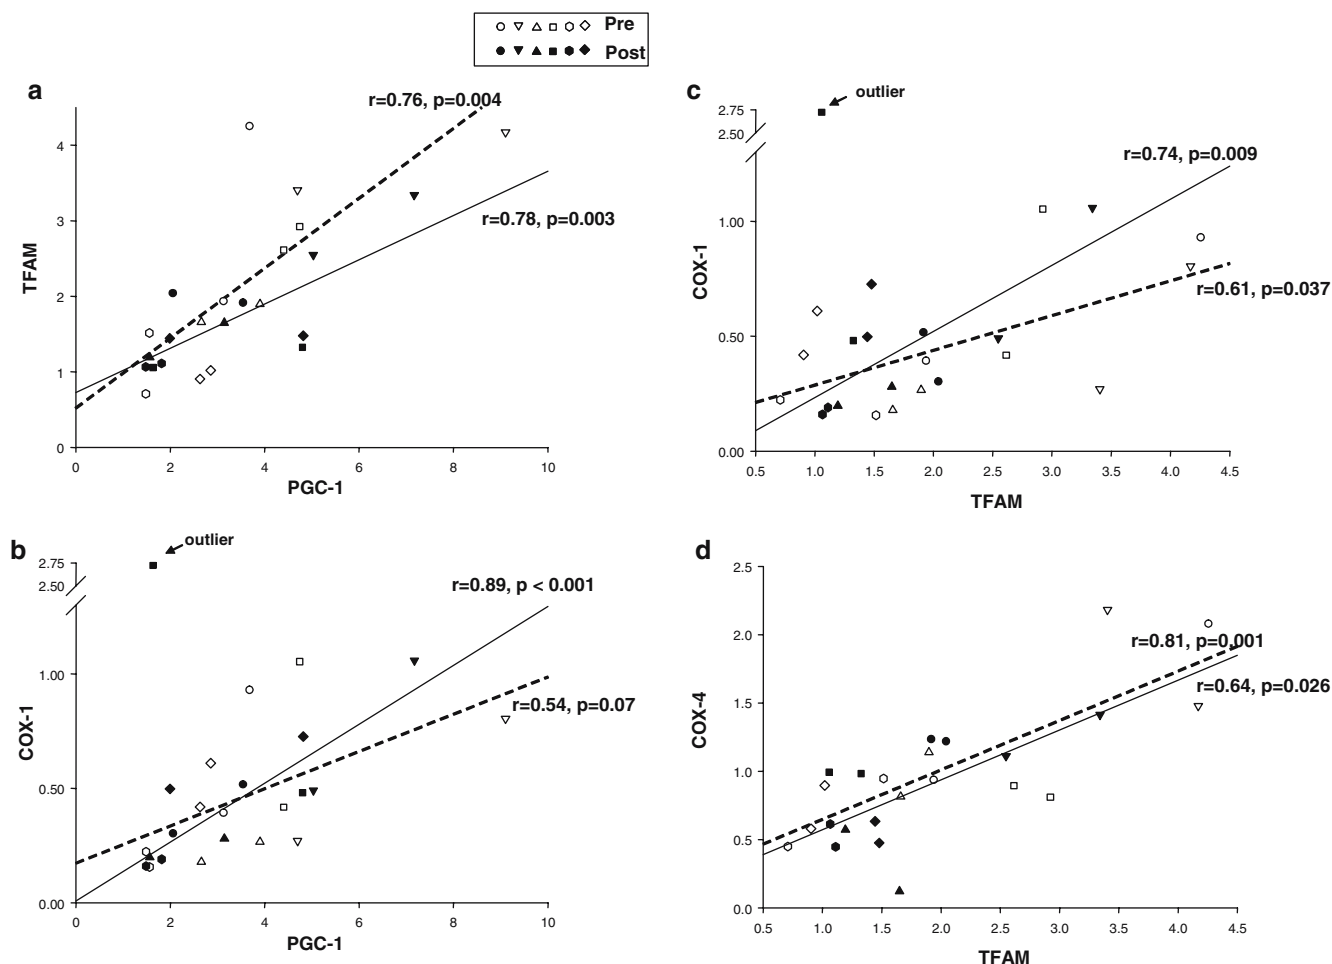 Pre
Post
a
r=0.76, p=0.004
r=0.78, p=0.003
TFAM
4
3
2
1
0
0 2 4 6 8 10
PGC-1
b
outlier
2.75
2.50
r=0.89, p < 0.001
r=0.54, p=0.07
COX-1
1.00
0.50
0.00
0 2 4 6 8 10
PGC-1
c
outlier
2.75
2.50
r=0.74, p=0.009
r=0.61, p=0.037
COX-1
1.00
0.50
0.00
0.5 1.0 1.5 2.0 2.5 3.0 3.5 4.0 4.5
TFAM
d
2.5
2.0
r=0.81, p=0.001
r=0.64, p=0.026
COX-4
1.5
1.0
0.5
0.0
0.5 1.0 1.5 2.0 2.5 3.0 3.5 4.0 4.5
TFAM